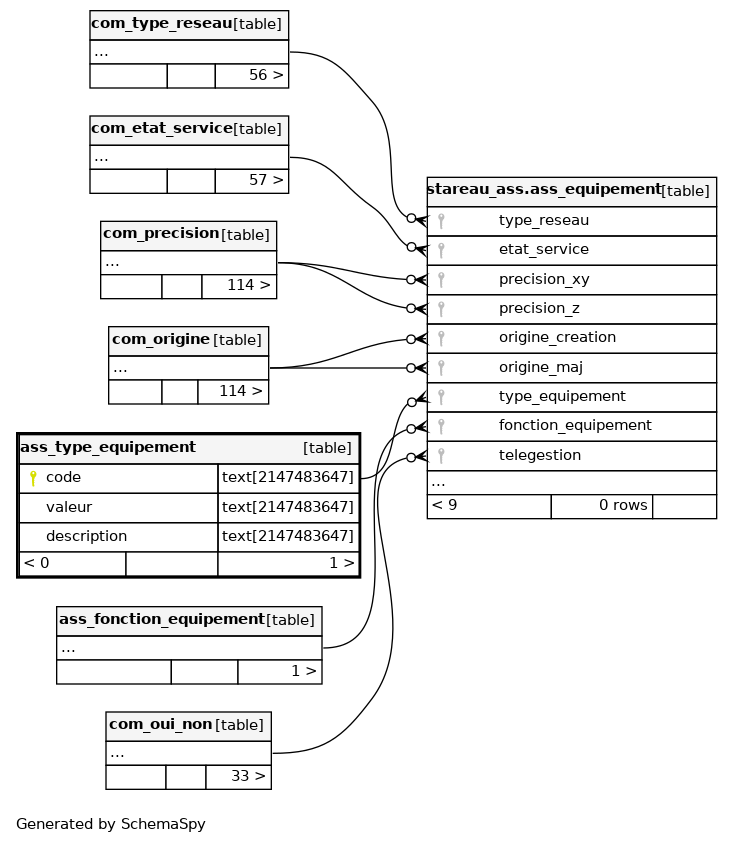 com_type_reseau [table]
...
56 >
com_etat_service [table]
...
57 >
com_precision [table]
...
114 >
com_origine [table]
...
114 >
ass_type_equipement [table]
code text[2147483647]
valeur text[2147483647]
description text[2147483647]
< 0 1 >
ass_fonction_equipement [table]
...
1 >
com_oui_non [table]
...
33 >
stareau_ass.ass_equipement [table]
type_reseau
etat_service
precision_xy
precision_z
origine_creation
origine_maj
type_equipement
fonction_equipement
telegestion
...
< 9 0 rows
Generated by SchemaSpy